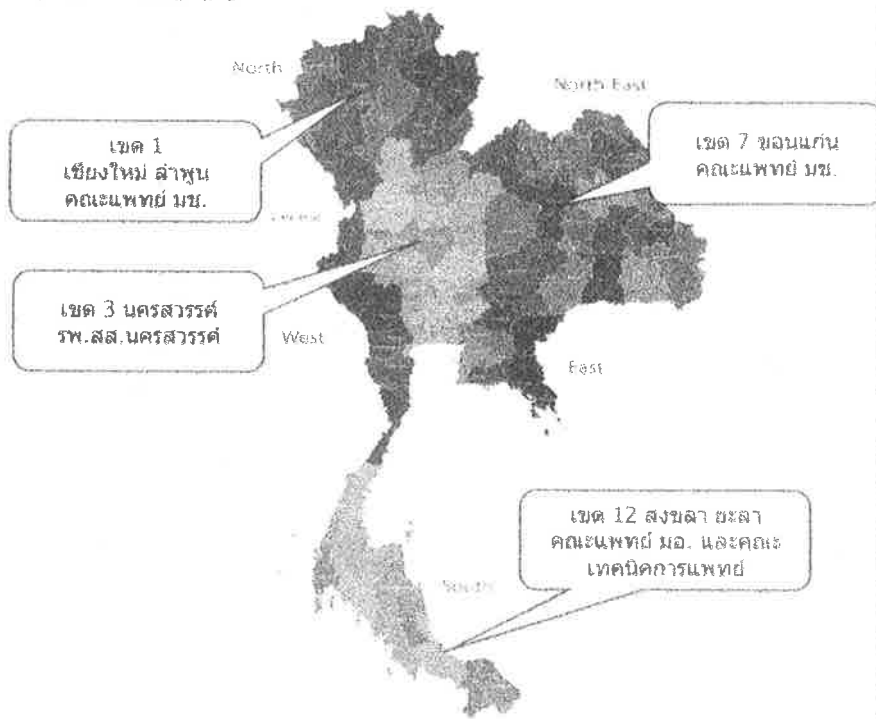 North
North East
เขต 1
เชียงใหม่ ลำพูน
คณะแพทย์ มช.
เขต 7 ขอนแก่น
คณะแพทย์ มข.
เขต 3 นครสวรรค์
รพ.สส.นครสวรรค์
West
East
เขต 12 สงขลา ยะลา
คณะแพทย์ มอ. และคณะ
เทคนิคการแพทย์
South